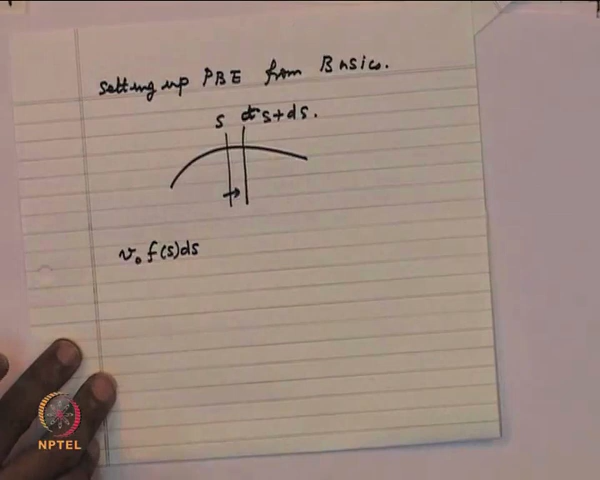 Setting up PBE from Basics.
s s+ds.
v₀ f(s)ds
NPTEL